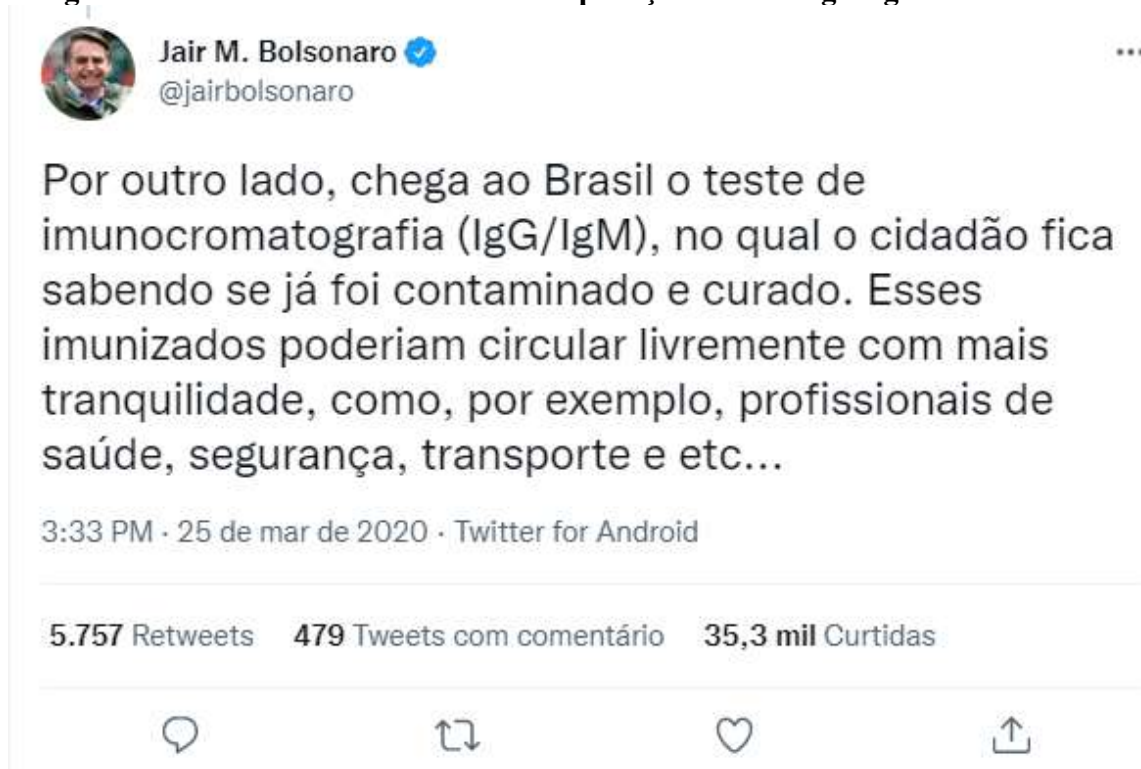 Jair M. Bolsonaro
@jairbolsonaro
Por outro lado, chega ao Brasil o teste de
imunocromatografia (IgG/IgM), no qual o cidadão fica
sabendo se já foi contaminado e curado. Esses
imunizados poderiam circular livremente com mais
tranquilidade, como, por exemplo, profissionais de
saúde, segurança, transporte e etc...
3:33 PM · 25 de mar de 2020 · Twitter for Android
5.757 Retweets 479 Tweets com comentário 35,3 mil Curtidas